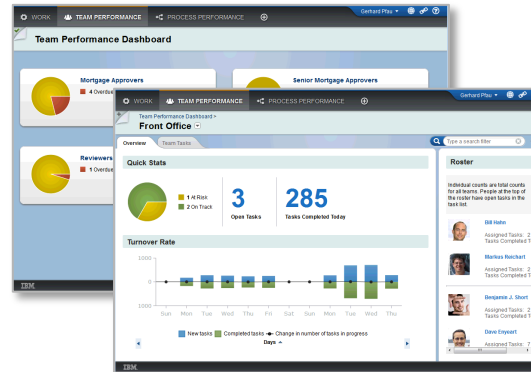 WORK
TEAM PERFORMANCE
PROCESS PERFORMANCE
Gerhard Pfau
Team Performance Dashboard
Mortgage Approvers
4 Overdue
Senior Mortgage Approvers
Reviewers
1 Overdue
IBM
WORK
TEAM PERFORMANCE
PROCESS PERFORMANCE
Gerhard Pfau
Team Performance Dashboard >
Front Office
Overview
Team Tasks
Type a search filter
Quick Stats
1 At Risk
2 On Track
3
Open Tasks
285
Tasks Completed Today
Turnover Rate
1000
0
1000
Sun Mon Tue Wed Thu Fri Sat Sun Mon Tue Wed Thu
New tasks Completed tasks Change in number of tasks in progress
Days
Roster
Individual counts are total counts
for all teams. People at the top of
the roster have open tasks in the
task list.
Bill Hahn
Assigned Tasks: 2
Tasks Completed T
Markus Reichart
Assigned Tasks: 2
Tasks Completed T
Benjamin J. Short
Assigned Tasks: 2
Tasks Completed T
Dave Enyeart
Assigned Tasks: 7
IBM